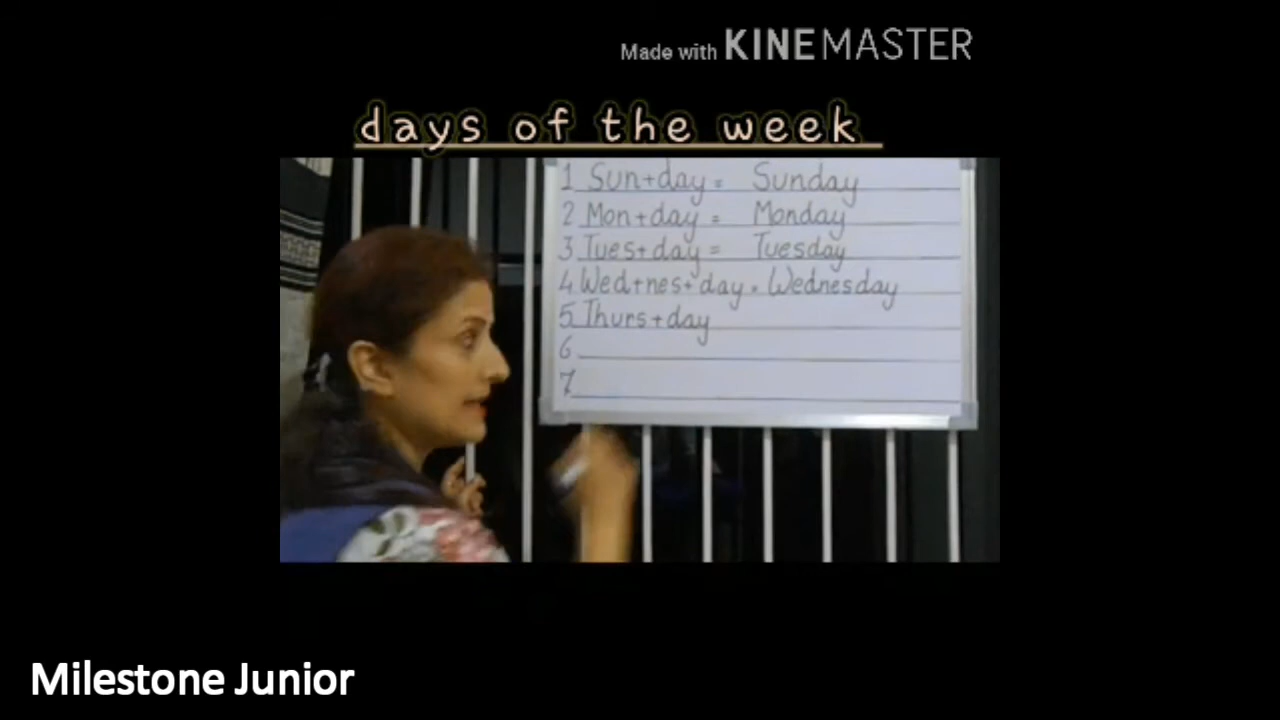 Made with KINEMASTER
days of the week
1 Sun+day = Sunday
2 Mon+day = Monday
3 Tues+day = Tuesday
4 Wed+nes+day = Wednesday
5 Thurs+day
6
7
Milestone Junior